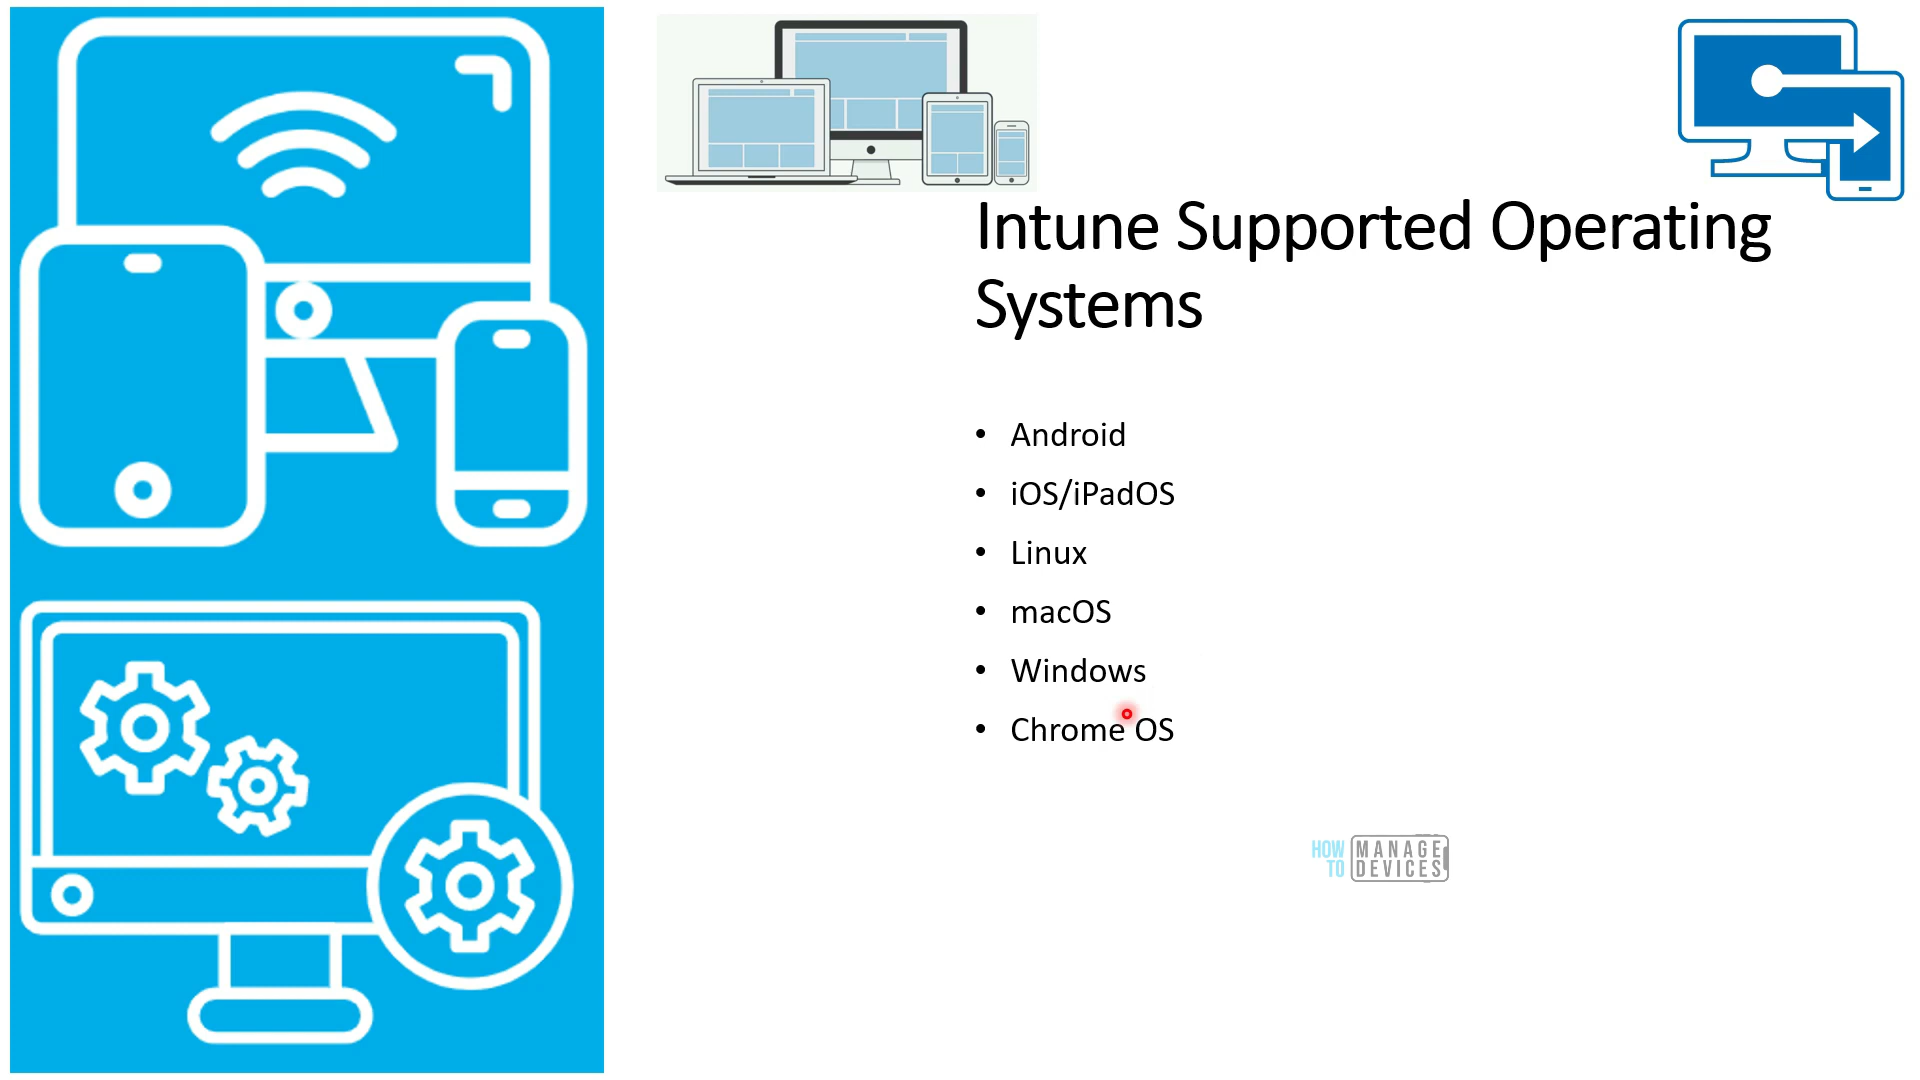 Intune Supported Operating
Systems
• Android
• iOS/iPadOS
• Linux
• macOS
• Windows
• Chrome OS
HOW TO MANAGE DEVICES